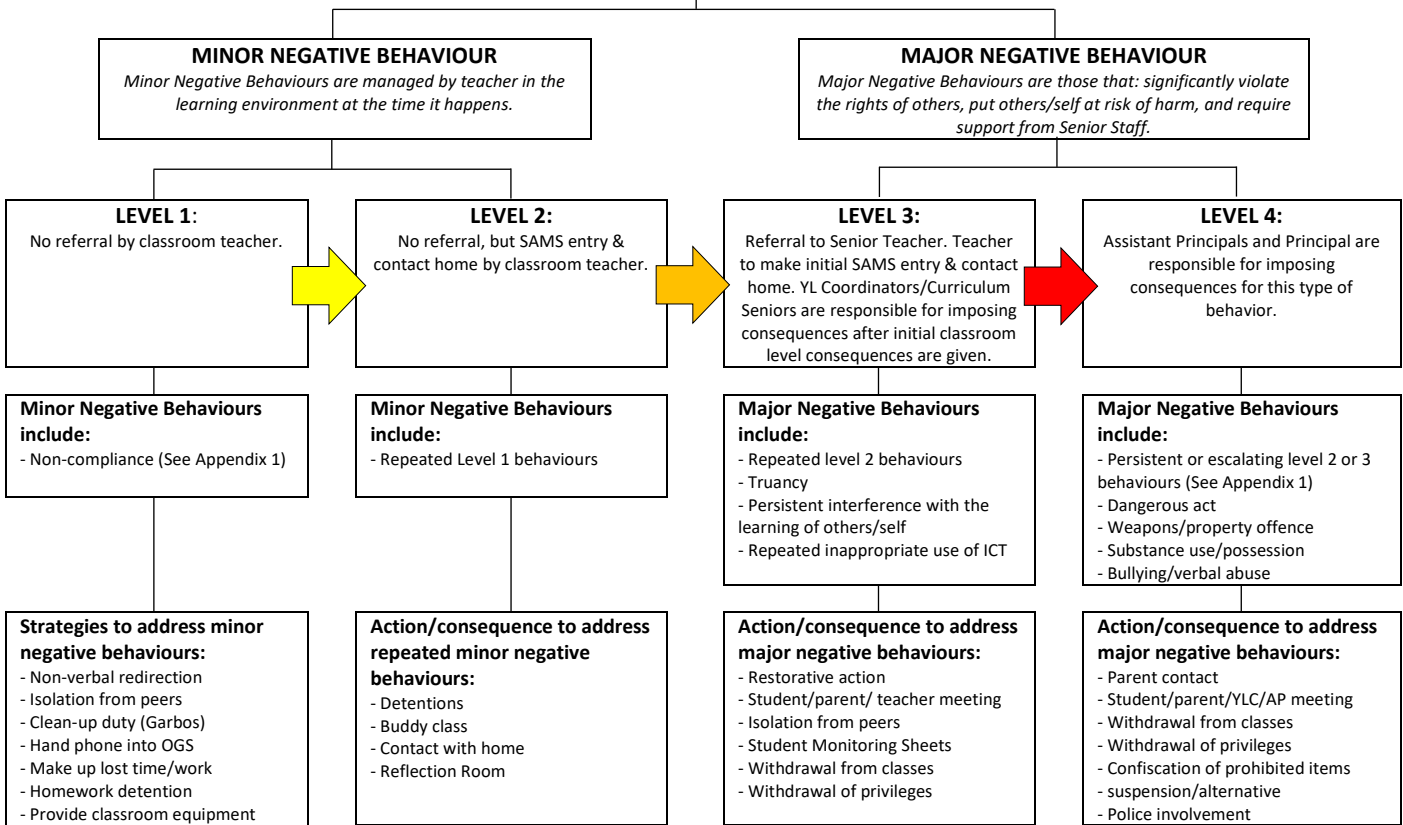 MINOR NEGATIVE BEHAVIOUR
Minor Negative Behaviours are managed by teacher in the
learning environment at the time it happens.
MAJOR NEGATIVE BEHAVIOUR
Major Negative Behaviours are those that: significantly violate
the rights of others, put others/self at risk of harm, and require
support from Senior Staff.
LEVEL 1:
No referral by classroom teacher.
LEVEL 2:
No referral, but SAMS entry &
contact home by classroom teacher.
LEVEL 3:
Referral to Senior Teacher. Teacher
to make initial SAMS entry & contact
home. YL Coordinators/Curriculum
Seniors are responsible for imposing
consequences after initial classroom
level consequences are given.
LEVEL 4:
Assistant Principals and Principal are
responsible for imposing
consequences for this type of
behavior.
Minor Negative Behaviours
include:
- Non-compliance (See Appendix 1)
Minor Negative Behaviours
include:
- Repeated Level 1 behaviours
Major Negative Behaviours
include:
- Repeated level 2 behaviours
- Truancy
- Persistent interference with the
learning of others/self
- Repeated inappropriate use of ICT
Major Negative Behaviours
include:
- Persistent or escalating level 2 or 3
behaviours (See Appendix 1)
- Dangerous act
- Weapons/property offence
- Substance use/possession
- Bullying/verbal abuse
Strategies to address minor
negative behaviours:
- Non-verbal redirection
- Isolation from peers
- Clean-up duty (Garbos)
- Hand phone into OGS
- Make up lost time/work
- Homework detention
- Provide classroom equipment
Action/consequence to address
repeated minor negative
behaviours:
- Detentions
- Buddy class
- Contact with home
- Reflection Room
Action/consequence to address
major negative behaviours:
- Restorative action
- Student/parent/ teacher meeting
- Isolation from peers
- Student Monitoring Sheets
- Withdrawal from classes
- Withdrawal of privileges
Action/consequence to address
major negative behaviours:
- Parent contact
- Student/parent/YLC/AP meeting
- Withdrawal from classes
- Withdrawal of privileges
- Confiscation of prohibited items
- suspension/alternative
- Police involvement